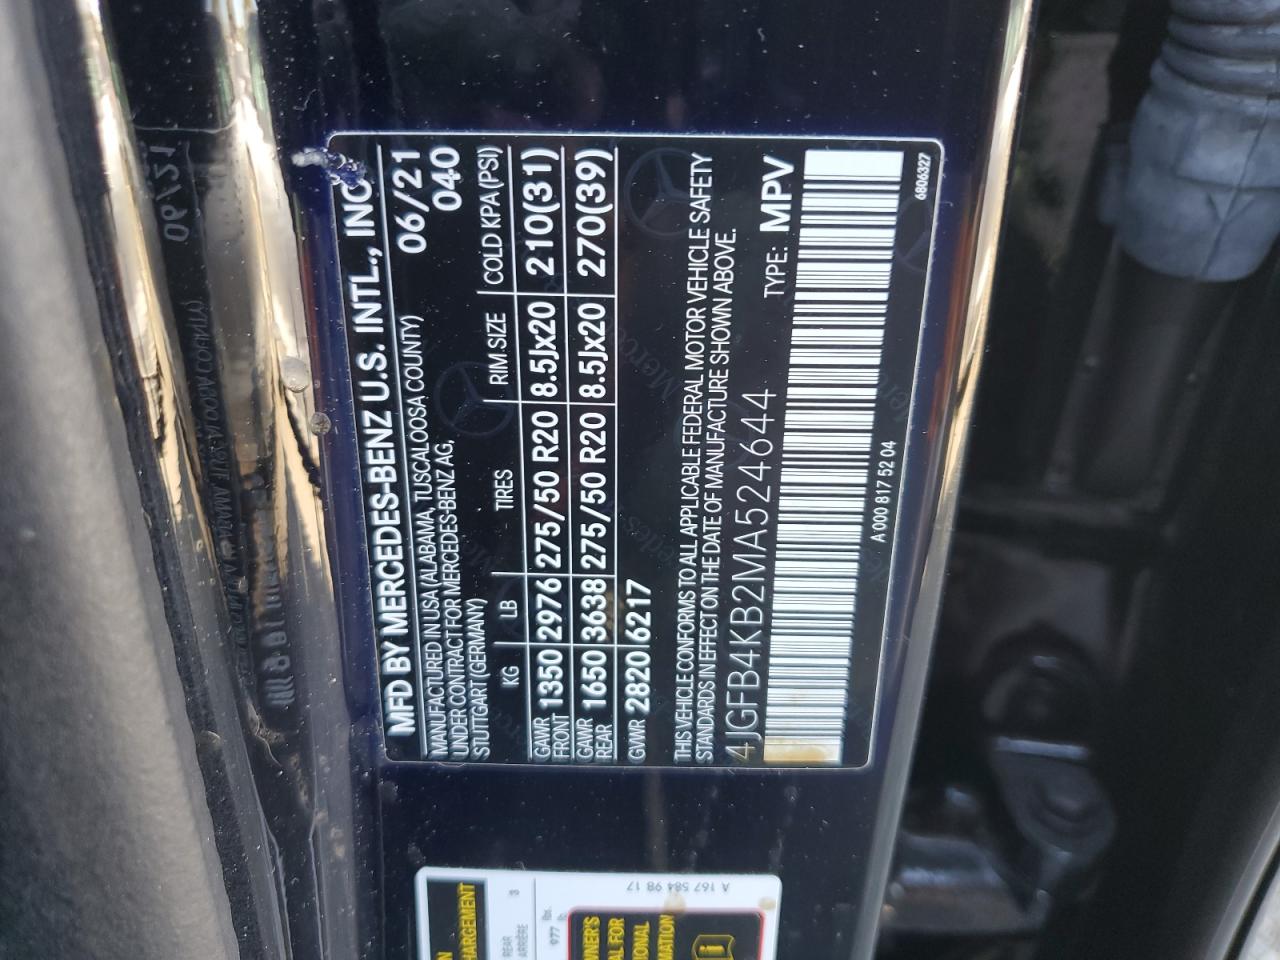 MFD BY MERCEDES-BENZ U.S. INTL., INC
MANUFACTURED IN USA (ALABAMA, TUSCALOOSA COUNTY) 06/21
UNDER CONTRACT FOR MERCEDES-BENZ AG, 040
STUTTGART (GERMANY)
KG LB TIRES RIM SIZE COLD KPA (PSI)
GAWR FRONT 1350 2976 275/50 R20 8.5Jx20 210(31)
GAWR REAR 1650 3638 275/50 R20 8.5Jx20 270(39)
GVWR 2820 6217
THIS VEHICLE CONFORMS TO ALL APPLICABLE FEDERAL MOTOR VEHICLE SAFETY
STANDARDS IN EFFECT ON THE DATE OF MANUFACTURE SHOWN ABOVE.
4JGFB4KB2MA524644 TYPE: MPV
A 000 817 52 04 6806327
A 167 584 98 17
REAR
ARRIÈRE
977 lbs.